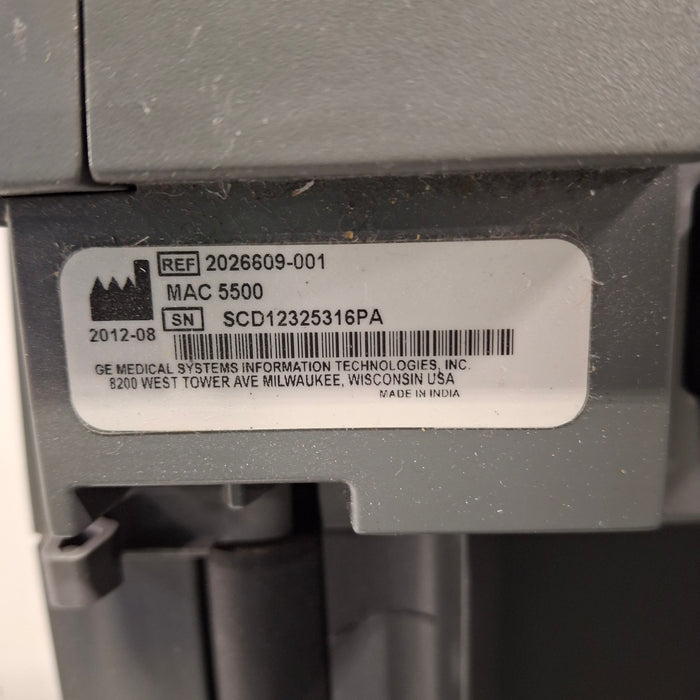 REF 2026609-001
MAC 5500
SN SCD12325316PA
2012-08
GE MEDICAL SYSTEMS INFORMATION TECHNOLOGIES, INC.
8200 WEST TOWER AVE MILWAUKEE, WISCONSIN USA
MADE IN INDIA